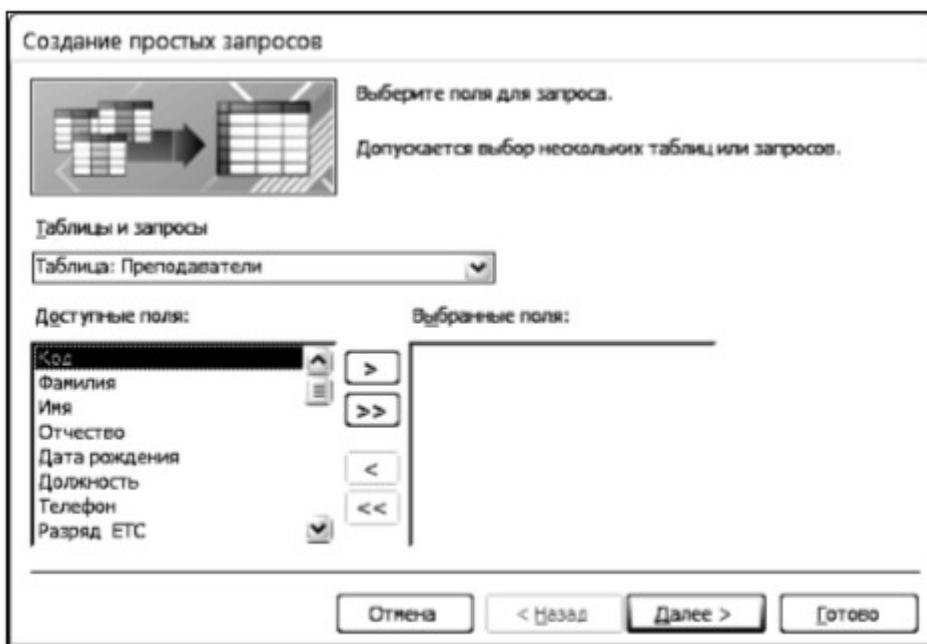 Создание простых запросов
Выберите поля для запроса.
Допускается выбор нескольких таблиц или запросов.
Таблицы и запросы
Таблица: Преподаватели
Доступные поля:
Выбранные поля:
Код
Фамилия
Имя
Отчество
Дата рождения
Должность
Телефон
Разряд ЕТС
>
>>
<
<<
Отмена
< Назад
Далее >
Готово